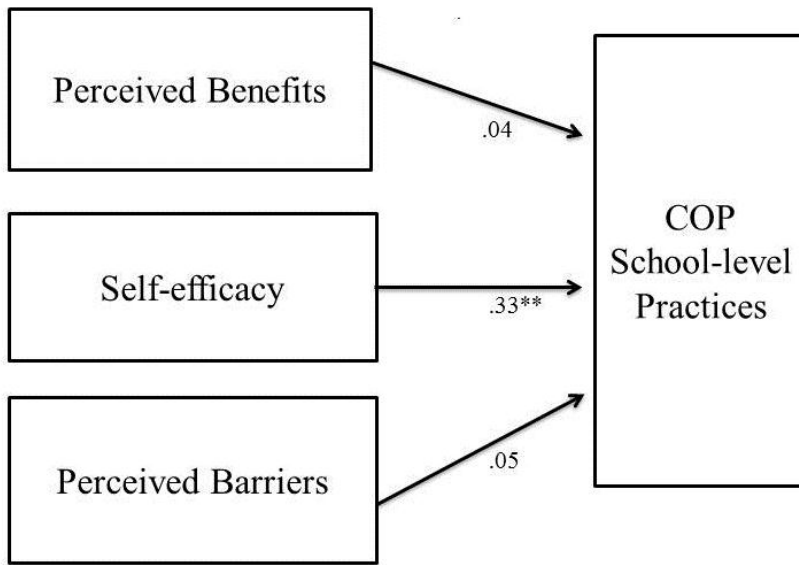 Perceived Benefits
.04
Self-efficacy
.33**
COP
School-level
Practices
Perceived Barriers
.05